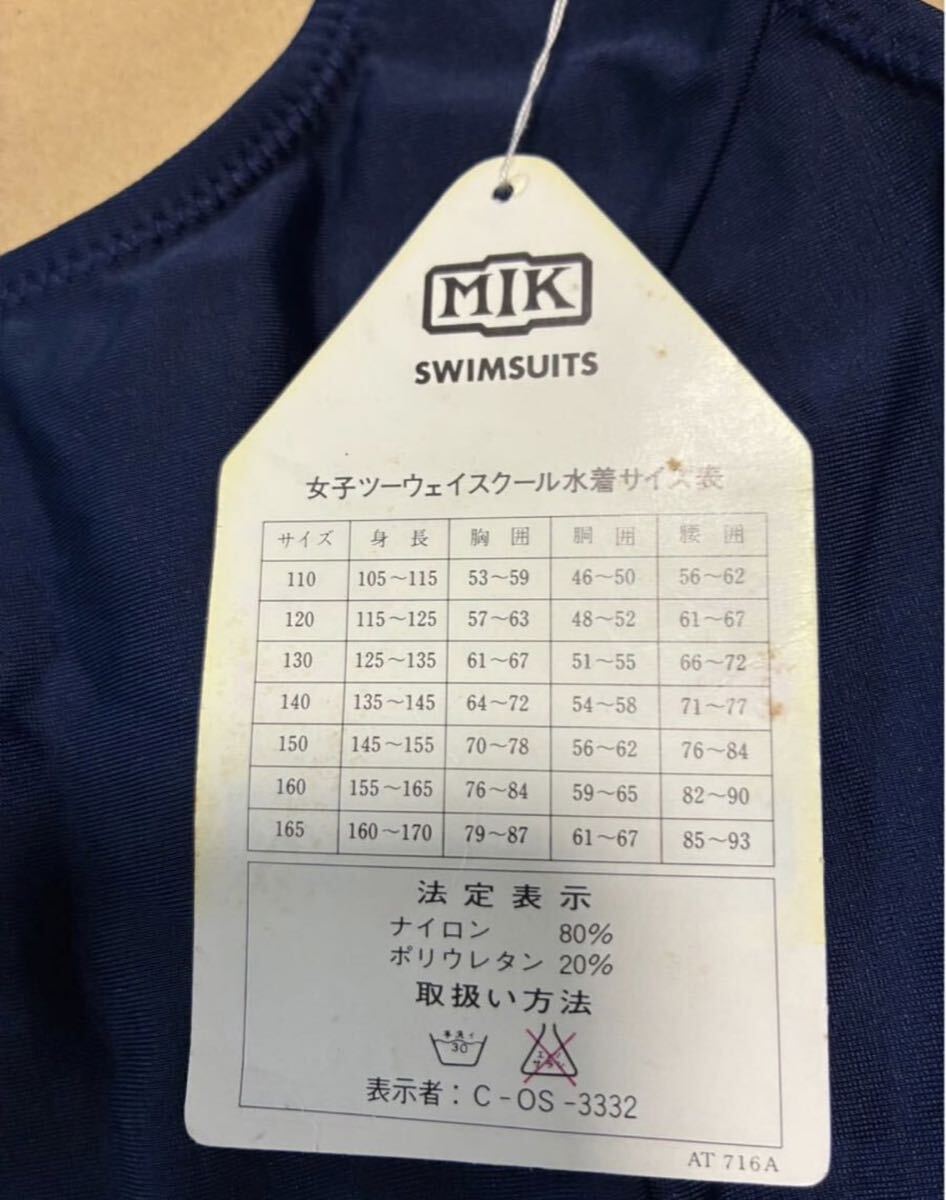 MIK
SWIMSUITS
女子ツーウェイスクール水着サイズ表
サイズ 身長 胸囲 胴囲 腰囲
110 105～115 53～59 46～50 56～62
120 115～125 57～63 48～52 61～67
130 125～135 61～67 51～55 66～72
140 135～145 64～72 54～58 71～77
150 145～155 70～78 56～62 76～84
160 155～165 76～84 59～65 82～90
165 160～170 79～87 61～67 85～93
法定表示
ナイロン 80%
ポリウレタン 20%
取扱い方法
手洗イ
30
表示者：C-OS-3332
AT 716A